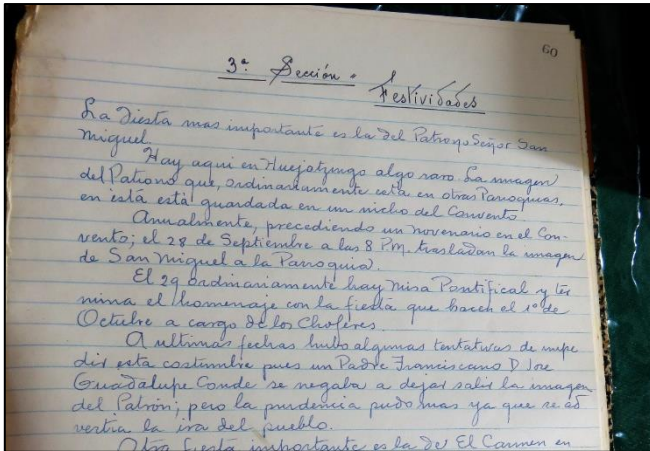 60
3ª Sección.
Festividades
La Fiesta mas importante es la del Patrono Señor San
Miguel.
Hay aqui en Huejotzingo algo raro. La imagen
del Patrono que, ordinariamente esta en otras Parroquias,
en está está guardada en un nicho del Convento.
Anualmente, precediendo un novenario en el Con-
vento; el 28 de Septiembre a las 8 P.M. trasladan la imagen
de San Miguel a la Parroquia.
El 29 ordinariamente hay Misa Pontifical y ter
mina el homenaje con la fiesta que hacen el 1º de
Octubre a cargo de los Choferes.
A ultimas fechas hubo algunas tentativas de impe
dir esta costumbre pues un Padre Franciscano D. Jose
Guadalupe Conde se negaba a dejar salir la imagen
del Patrón; pero la prudencia pudo mas ya que se ad
vertia la ira del pueblo.
Otra fiesta importante es la de El Carmen en